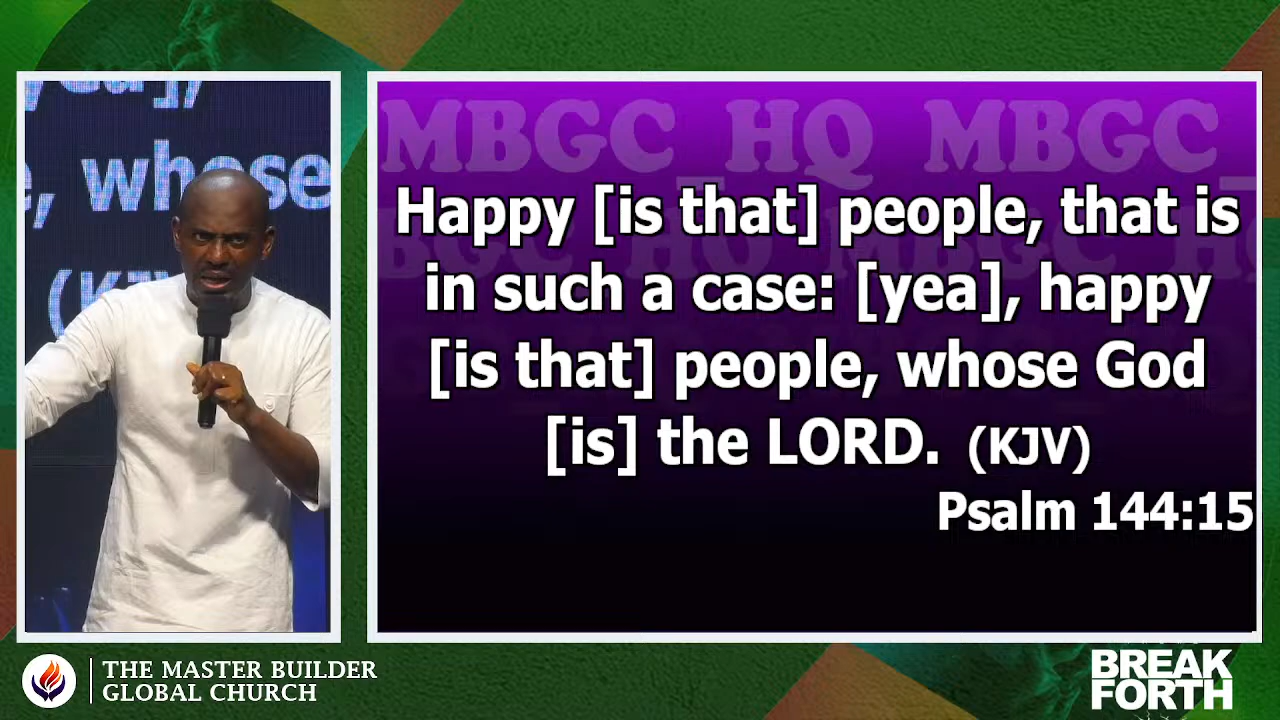 yea],
e, whose
(KJV
MBGC HQ MBGC
Happy [is that] people, that is
in such a case: [yea], happy
[is that] people, whose God
[is] the LORD. (KJV)
Psalm 144:15
THE MASTER BUILDER
GLOBAL CHURCH
BREAK
FORTH